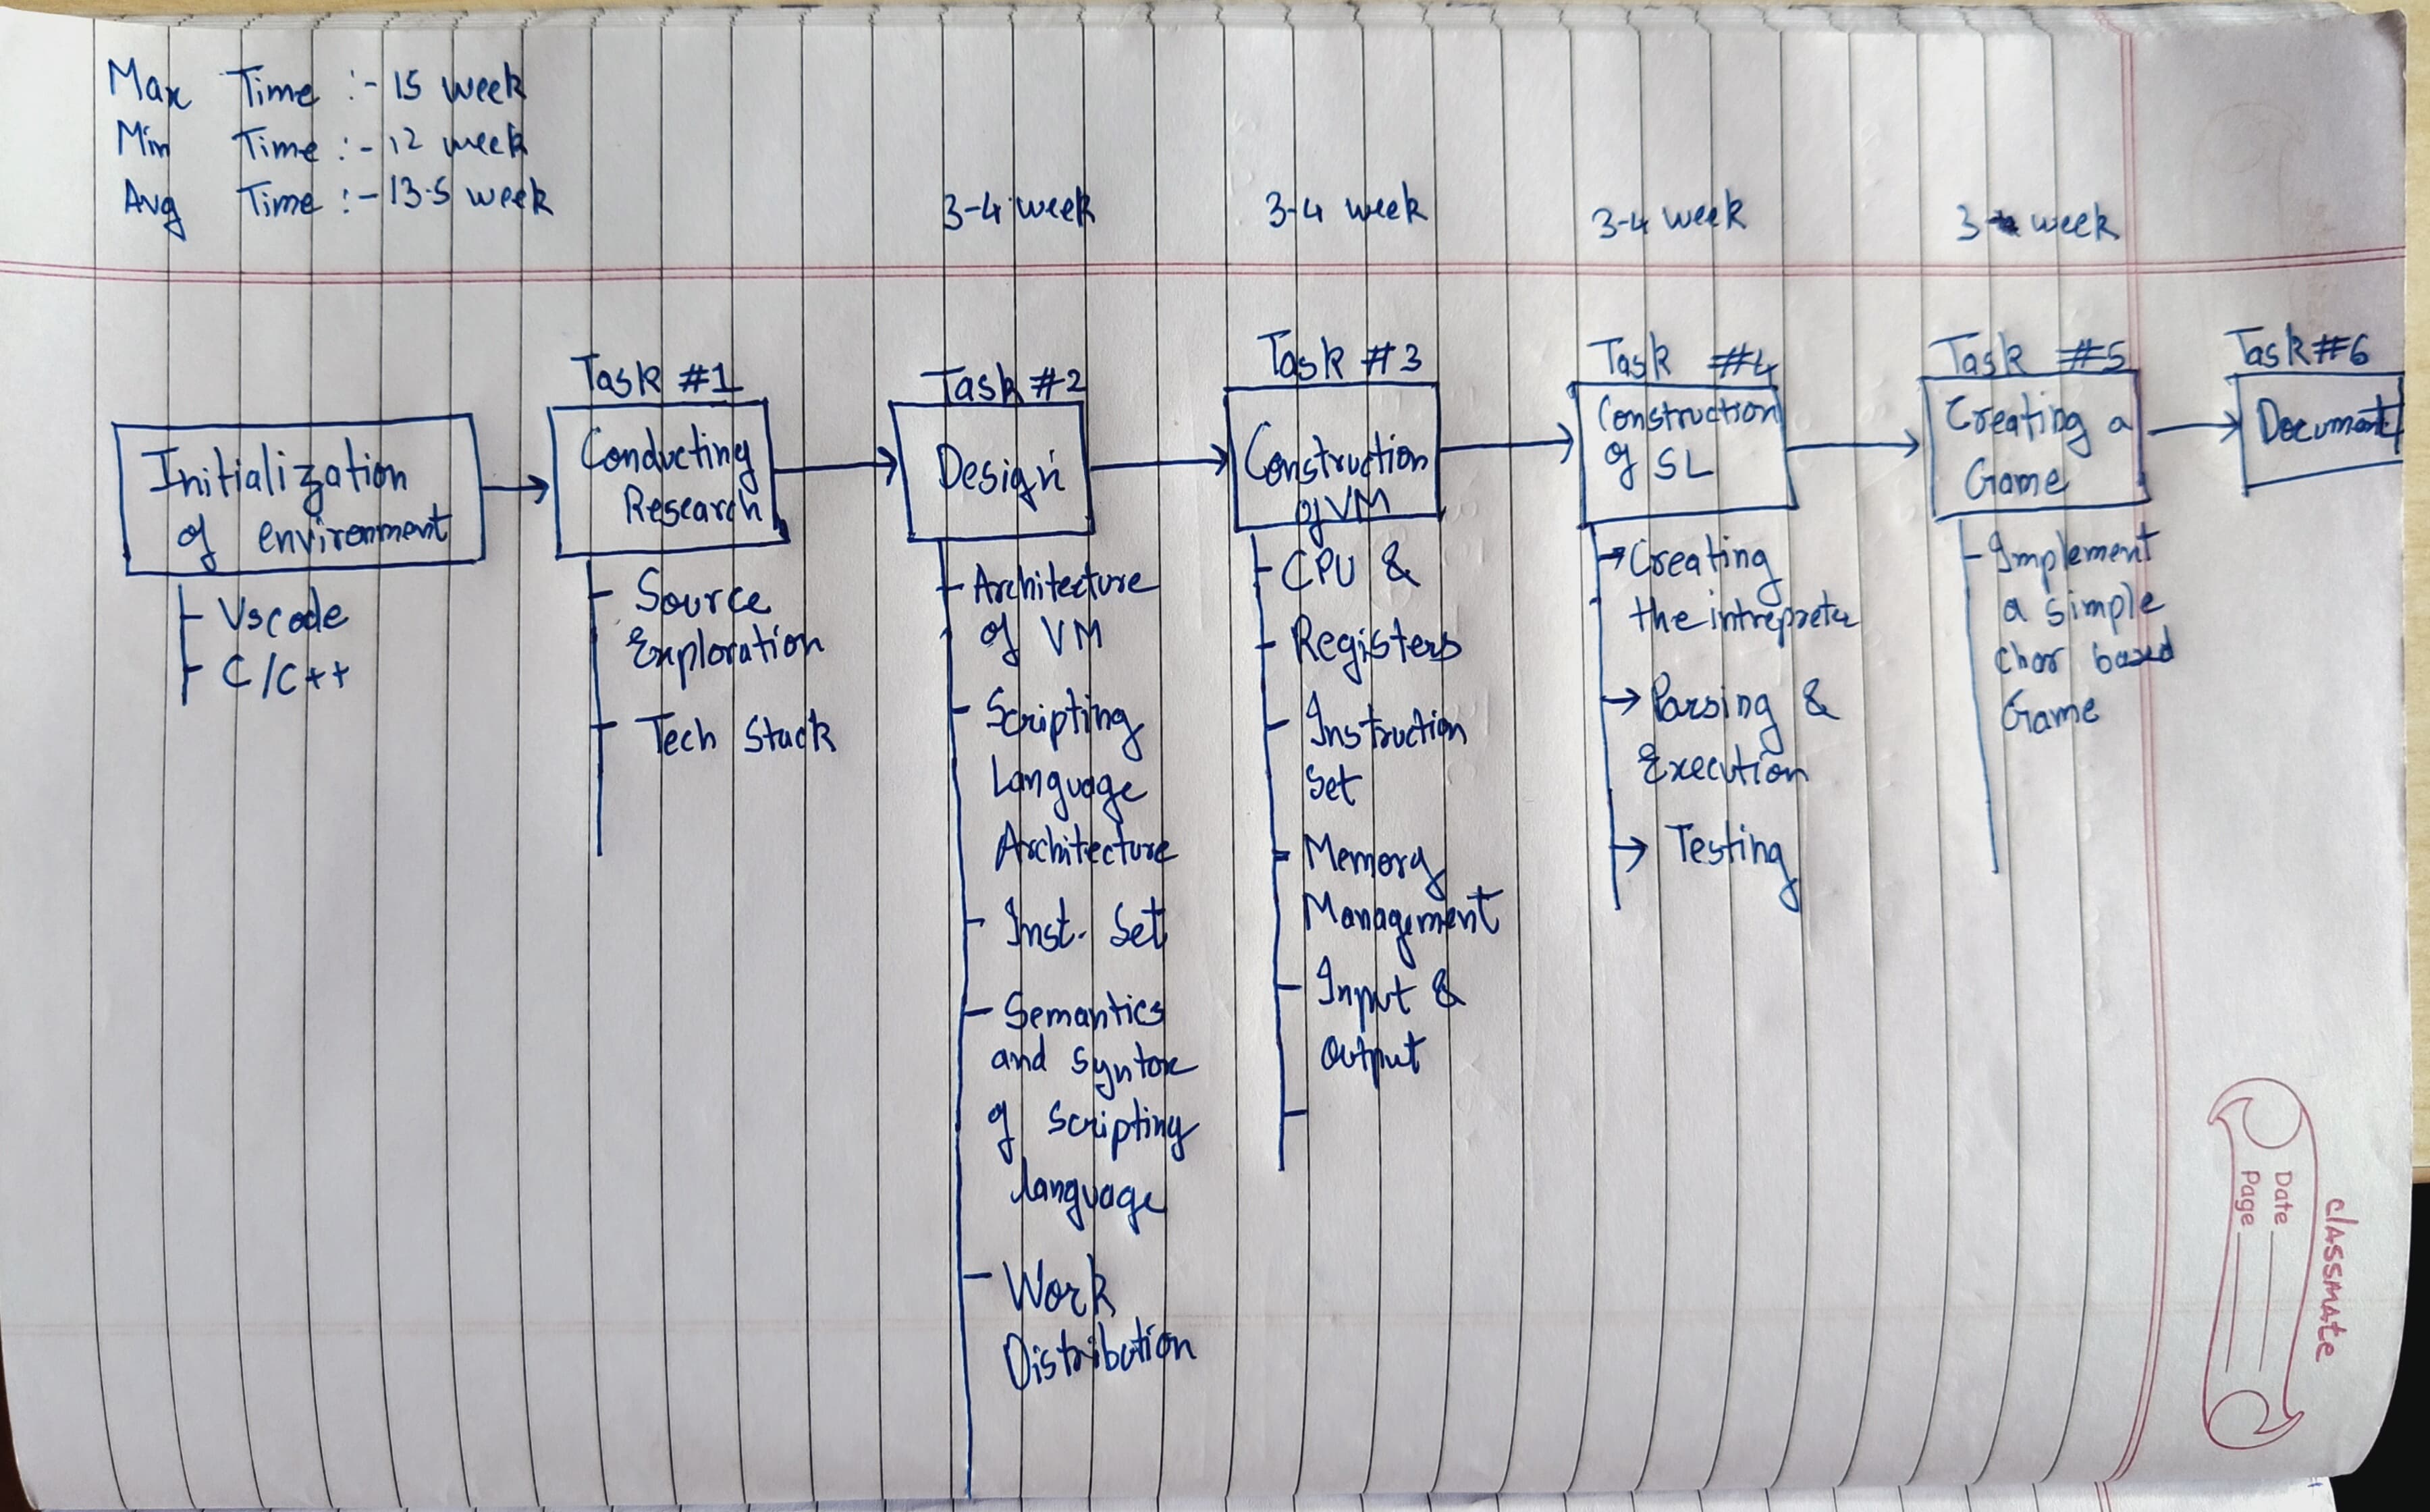 Max Time :- 15 week
Min Time :- 12 week
Avg Time :- 13.5 week
3-4 week
3-4 week
3-4 week
3 week
Initialization
of environment
Vscode
C/C++
Task #1
Conducting
Research
Source
Exploration
Tech Stack
Task #2
Design
Architecture
of VM
Scripting
Language
Architecture
Inst. Set
Semantics
and Syntax
of Scripting
language
Work
Distribution
Task #3
Construction
of VM
CPU &
Registers
Instruction
Set
Memory
Management
Input &
Output
Task #4
Construction
of SL
Creating
the intrepreter
Parsing &
Execution
Testing
Task #5
Creating a
Game
Implement
a simple
char based
Game
Task #6
Document
classmate
Date
Page